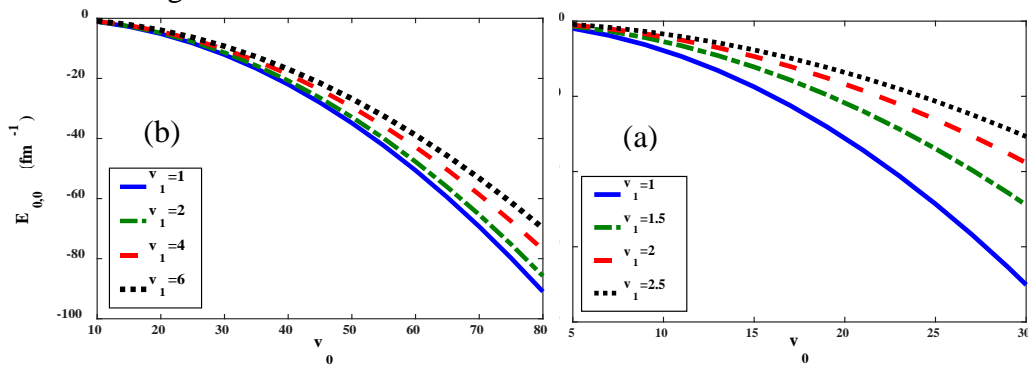 0
-20
-40
-60
-80
-100
10 20 30 40 50 60 70 80
E 0,0 (fm -1
v 0
(b)
v 1 =1
v 1 =2
v 1 =4
v 1 =6
5 10 15 20 25 30
v 0
(a)
v 1 =1
v 1 =1.5
v 1 =2
v 1 =2.5